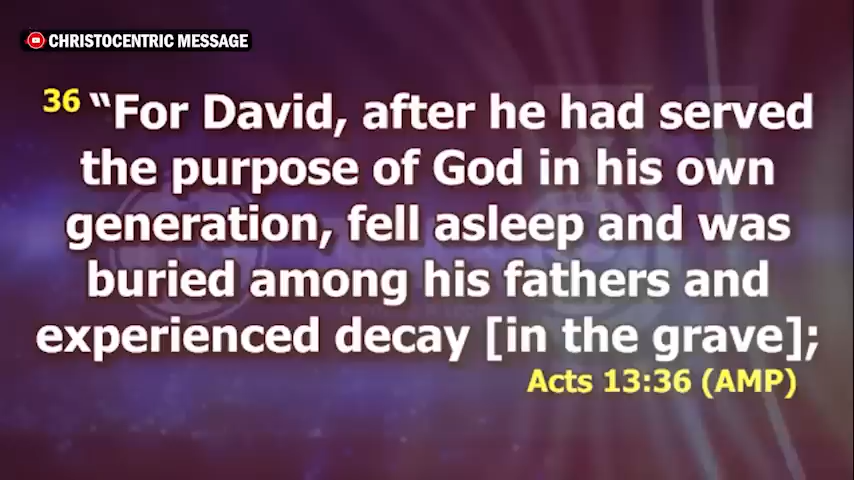 CHRISTOCENTRIC MESSAGE
36 “For David, after he had served
the purpose of God in his own
generation, fell asleep and was
buried among his fathers and
experienced decay [in the grave];
Acts 13:36 (AMP)